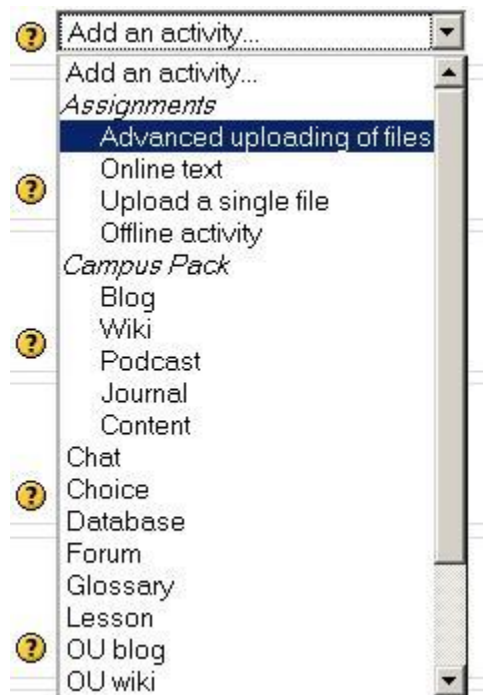 Add an activity...
Add an activity...
Assignments
Advanced uploading of files
Online text
Upload a single file
Offline activity
Campus Pack
Blog
Wiki
Podcast
Journal
Content
Chat
Choice
Database
Forum
Glossary
Lesson
OU blog
OU wiki